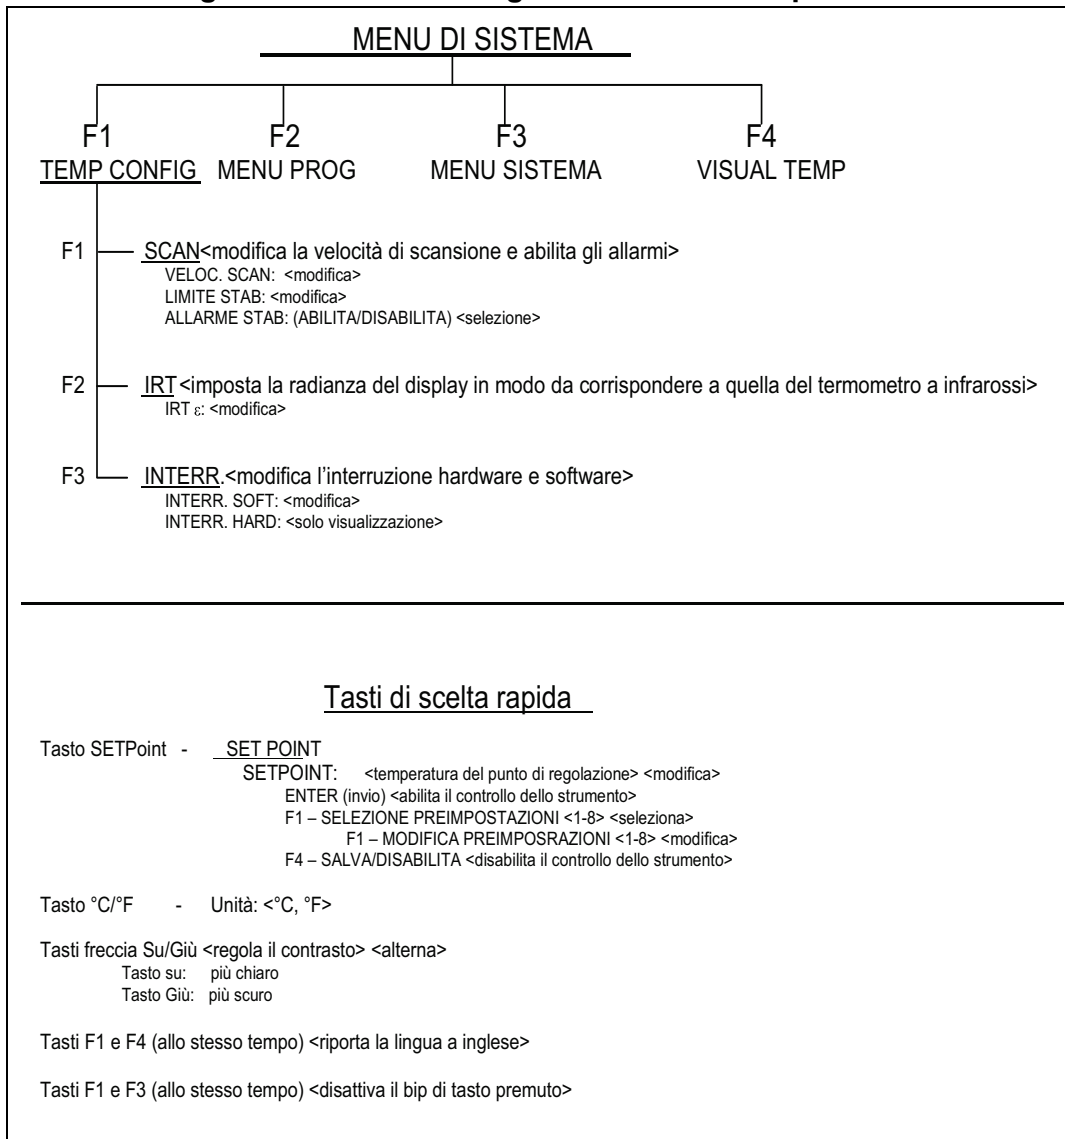 MENU DI SISTEMA
F1 F2 F3 F4
TEMP CONFIG MENU PROG MENU SISTEMA VISUAL TEMP
F1 SCAN<modifica la velocità di scansione e abilita gli allarmi>
VELOC. SCAN: <modifica>
LIMITE STAB: <modifica>
ALLARME STAB: (ABILITA/DISABILITA) <selezione>
F2 IRT<imposta la radianza del display in modo da corrispondere a quella del termometro a infrarossi>
IRT ε: <modifica>
F3 INTERR.<modifica l'interruzione hardware e software>
INTERR. SOFT: <modifica>
INTERR. HARD: <solo visualizzazione>
Tasti di scelta rapida
Tasto SETPoint - SET POINT
SETPOINT: <temperatura del punto di regolazione> <modifica>
ENTER (invio) <abilita il controllo dello strumento>
F1 – SELEZIONE PREIMPOSTAZIONI <1-8> <seleziona>
F1 – MODIFICA PREIMPOSRAZIONI <1-8> <modifica>
F4 – SALVA/DISABILITA <disabilita il controllo dello strumento>
Tasto °C/°F - Unità: <°C, °F>
Tasti freccia Su/Giù <regola il contrasto> <alterna>
Tasto su: più chiaro
Tasto Giù: più scuro
Tasti F1 e F4 (allo stesso tempo) <riporta la lingua a inglese>
Tasti F1 e F3 (allo stesso tempo) <disattiva il bip di tasto premuto>